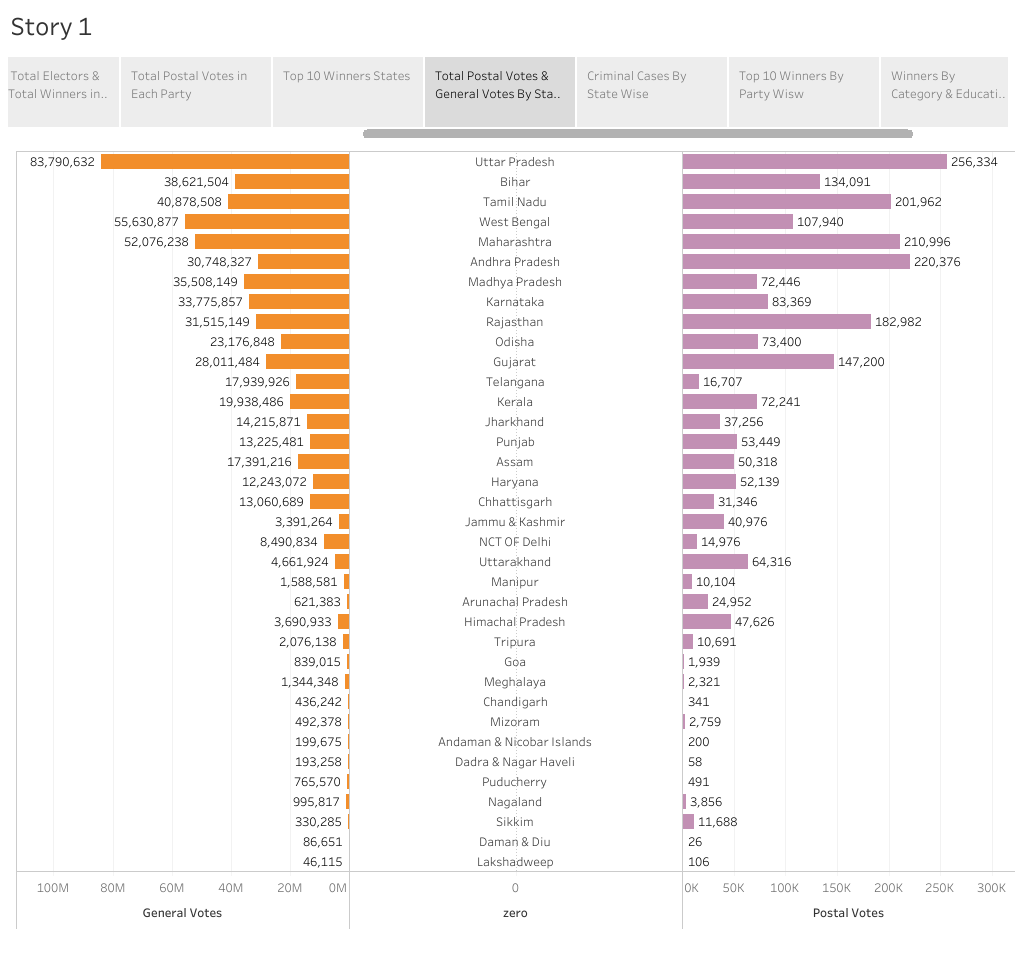 Story 1
Total Electors &
Total Winners in..
Total Postal Votes in
Each Party
Top 10 Winners States
Total Postal Votes &
General Votes By Sta..
Criminal Cases By
State Wise
Top 10 Winners By
Party Wisw
Winners By
Category & Educati..
83,790,632 Uttar Pradesh 256,334
38,621,504 Bihar 134,091
40,878,508 Tamil Nadu 201,962
55,630,877 West Bengal 107,940
52,076,238 Maharashtra 210,996
30,748,327 Andhra Pradesh 220,376
35,508,149 Madhya Pradesh 72,446
33,775,857 Karnataka 83,369
31,515,149 Rajasthan 182,982
23,176,848 Odisha 73,400
28,011,484 Gujarat 147,200
17,939,926 Telangana 16,707
19,938,486 Kerala 72,241
14,215,871 Jharkhand 37,256
13,225,481 Punjab 53,449
17,391,216 Assam 50,318
12,243,072 Haryana 52,139
13,060,689 Chhattisgarh 31,346
3,391,264 Jammu & Kashmir 40,976
8,490,834 NCT OF Delhi 14,976
4,661,924 Uttarakhand 64,316
1,588,581 Manipur 10,104
621,383 Arunachal Pradesh 24,952
3,690,933 Himachal Pradesh 47,626
2,076,138 Tripura 10,691
839,015 Goa 1,939
1,344,348 Meghalaya 2,321
436,242 Chandigarh 341
492,378 Mizoram 2,759
199,675 Andaman & Nicobar Islands 200
193,258 Dadra & Nagar Haveli 58
765,570 Puducherry 491
995,817 Nagaland 3,856
330,285 Sikkim 11,688
86,651 Daman & Diu 26
46,115 Lakshadweep 106
100M 80M 60M 40M 20M 0M 0 0K 50K 100K 150K 200K 250K 300K
General Votes zero Postal Votes